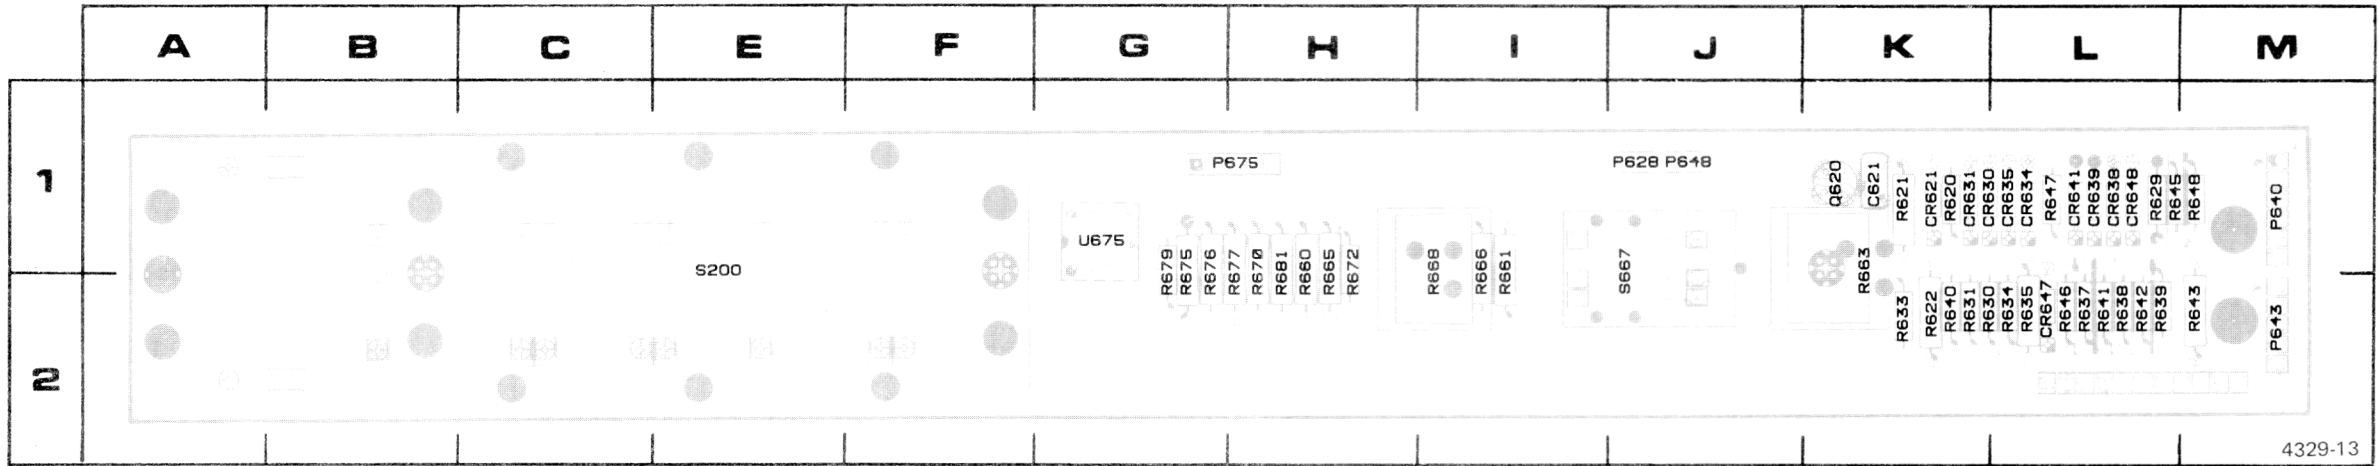 A B C E F G H I J K L M
1
P675
P628 P648
Q620
C621
R621
CR621
R620
CR631
CR630
CR635
CR634
R647
CR641
CR639
CR638
CR648
R629
R645
R648
P640
U675
S200
R679
R675
R676
R677
R670
R681
R660
R665
R672
R668
R666
R661
S667
R663
R633
R622
R640
R631
R630
R634
R635
CR647
R646
R637
R641
R638
R642
R639
R643
P643
2
4329-13